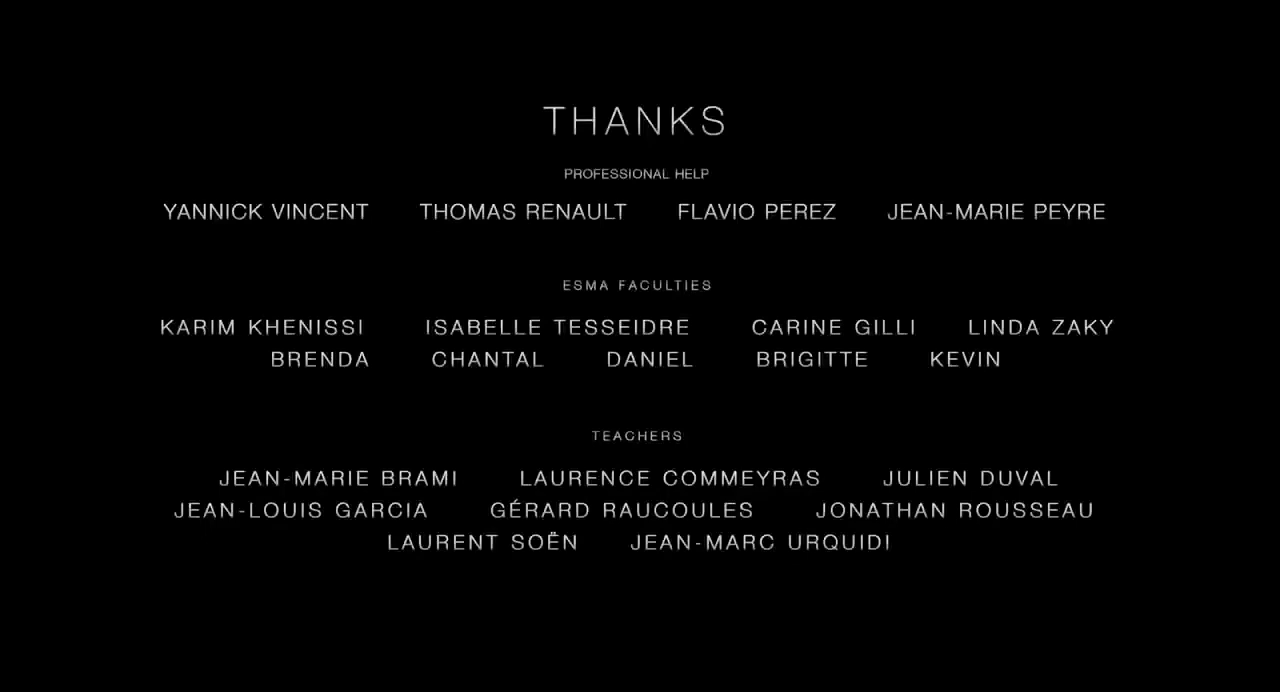 THANKS
PROFESSIONAL HELP
YANNICK VINCENT THOMAS RENAULT FLAVIO PEREZ JEAN-MARIE PEYRE
ESMA FACULTIES
KARIM KHENISSI ISABELLE TESSEIDRE CARINE GILLI LINDA ZAKY
BRENDA CHANTAL DANIEL BRIGITTE KEVIN
TEACHERS
JEAN-MARIE BRAMI LAURENCE COMMEYRAS JULIEN DUVAL
JEAN-LOUIS GARCIA GÉRARD RAUCOULES JONATHAN ROUSSEAU
LAURENT SOËN JEAN-MARC URQUIDI